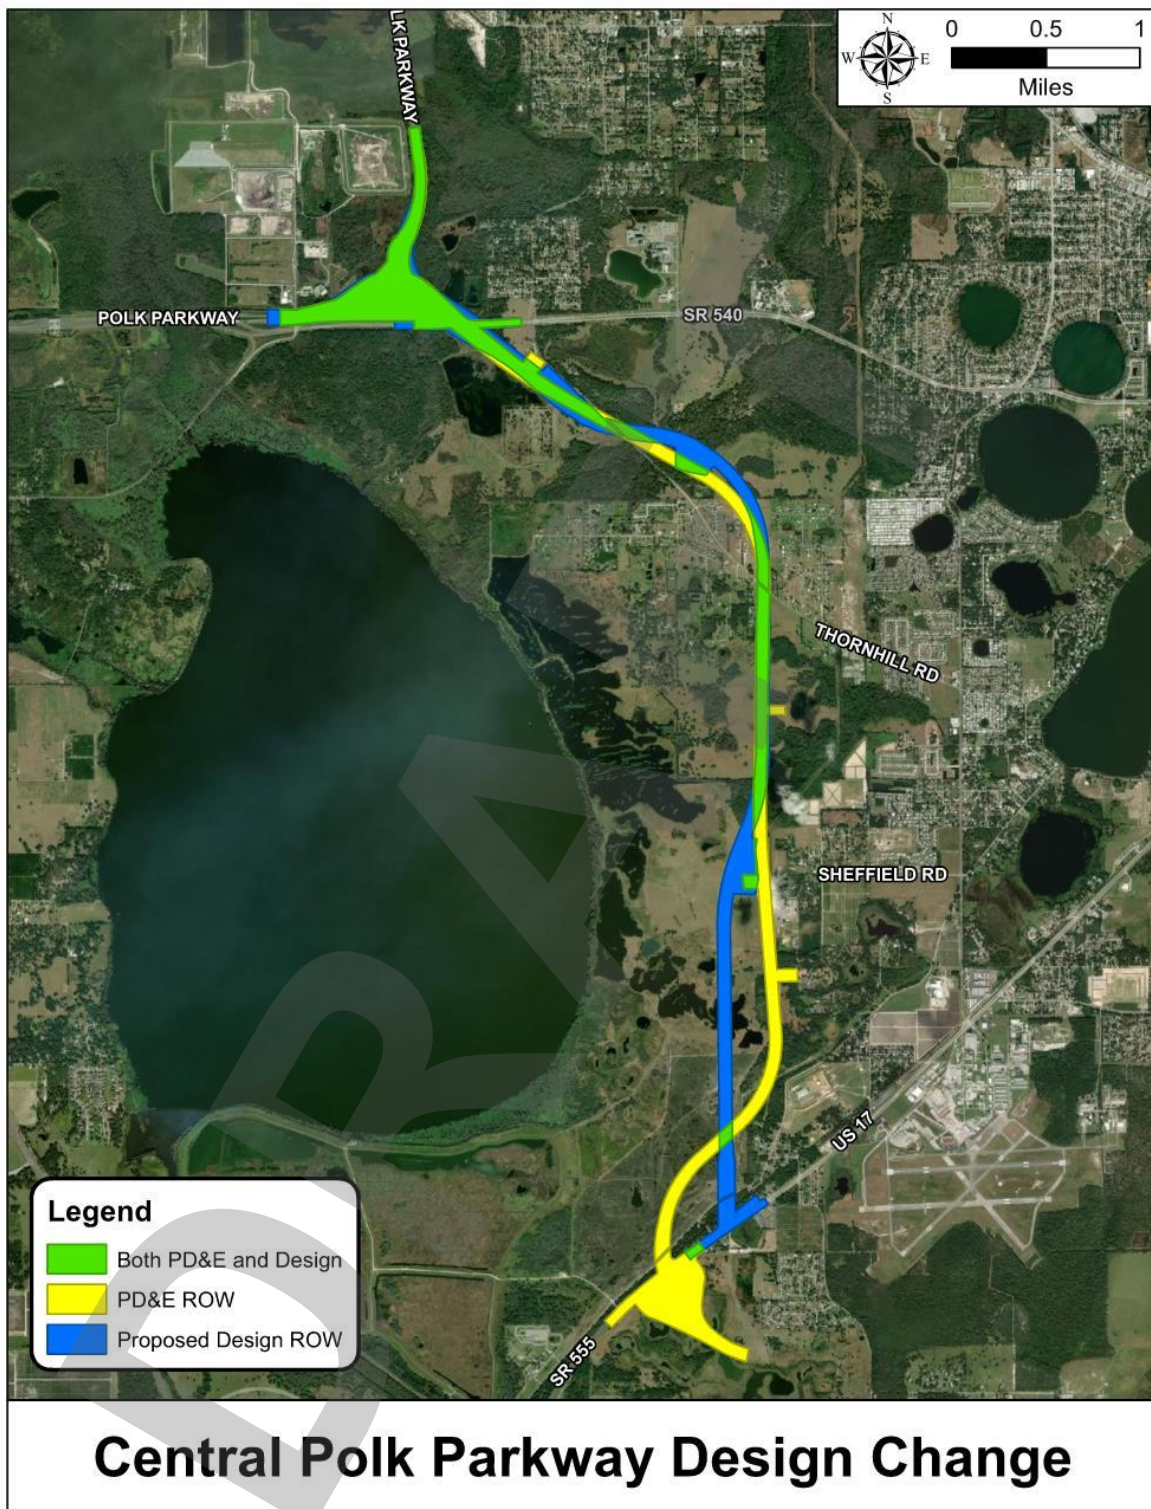 LK PARKWAY
N
W E
S
0 0.5 1
Miles
POLK PARKWAY
SR 540
THORNHILL RD
SHEFFIELD RD
US 17
SR 555
Legend
Both PD&E and Design
PD&E ROW
Proposed Design ROW
DRAFT
Central Polk Parkway Design Change